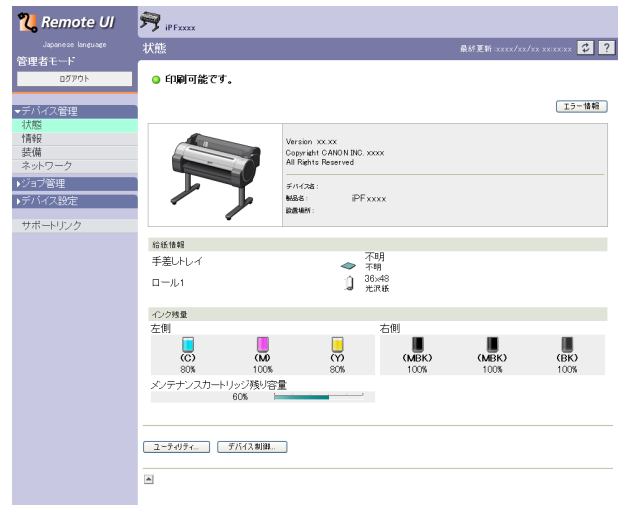 Remote UI
Japanese language
管理者モード
ログアウト
▼デバイス管理
状態
情報
装備
ネットワーク
▶ジョブ管理
▶デバイス設定
サポートリンク
iPFxxxx
状態
最終更新 :xxxx/xx/xx xx:xx:xx ?
印刷可能です。
エラー情報
Version xx.xx
Copyright CANON INC. xxxx
All Rights Reserved
デバイス名 :
製品名 : iPFxxxx
設置場所 :
給紙情報
手差しトレイ 不明
不明
ロール1 36x48
光沢紙
インク残量
左側 右側
(C) (M) (Y) (MBK) (MBK) (BK)
80% 100% 80% 100% 100% 100%
メンテナンスカートリッジ残り容量
60%
ユーティリティ... デバイス制御...